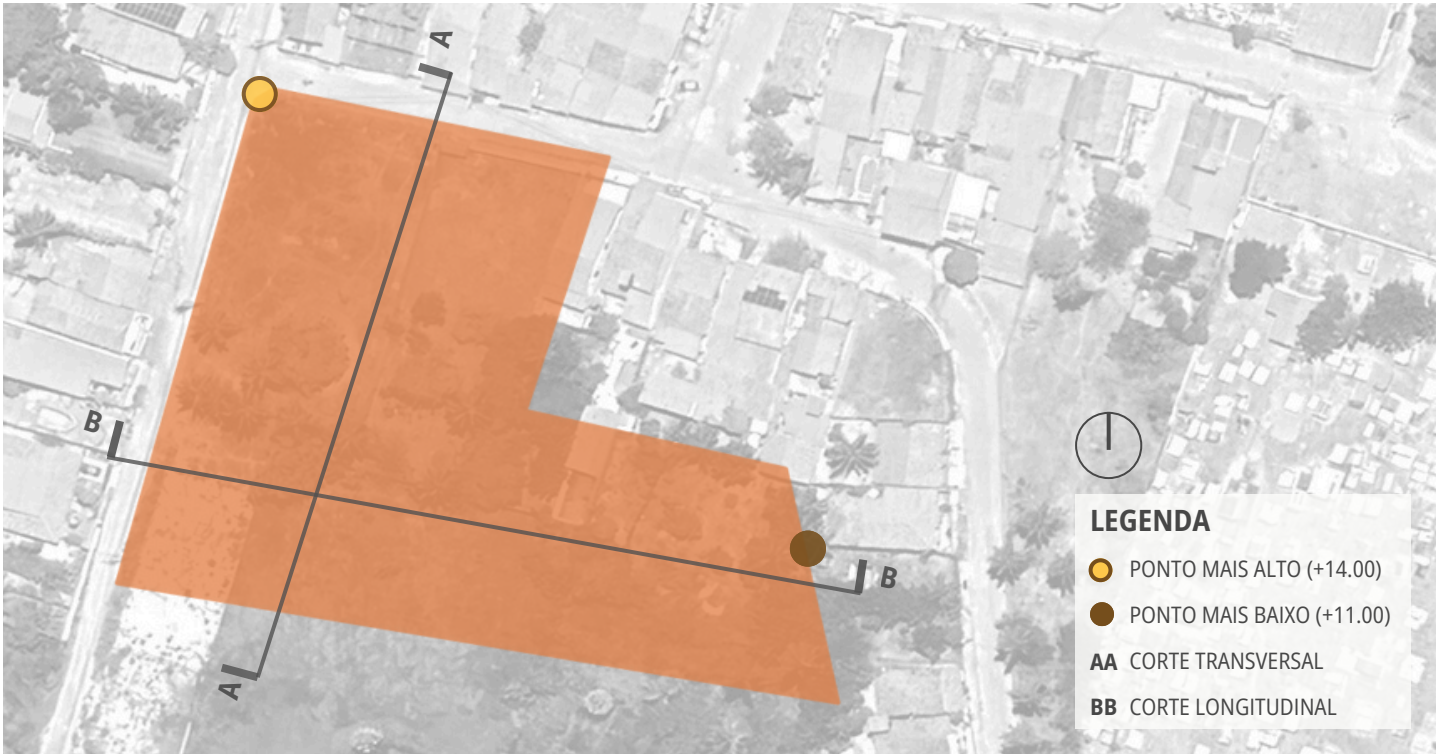 A
B
B
A
LEGENDA
PONTO MAIS ALTO (+14.00)
PONTO MAIS BAIXO (+11.00)
AA CORTE TRANSVERSAL
BB CORTE LONGITUDINAL